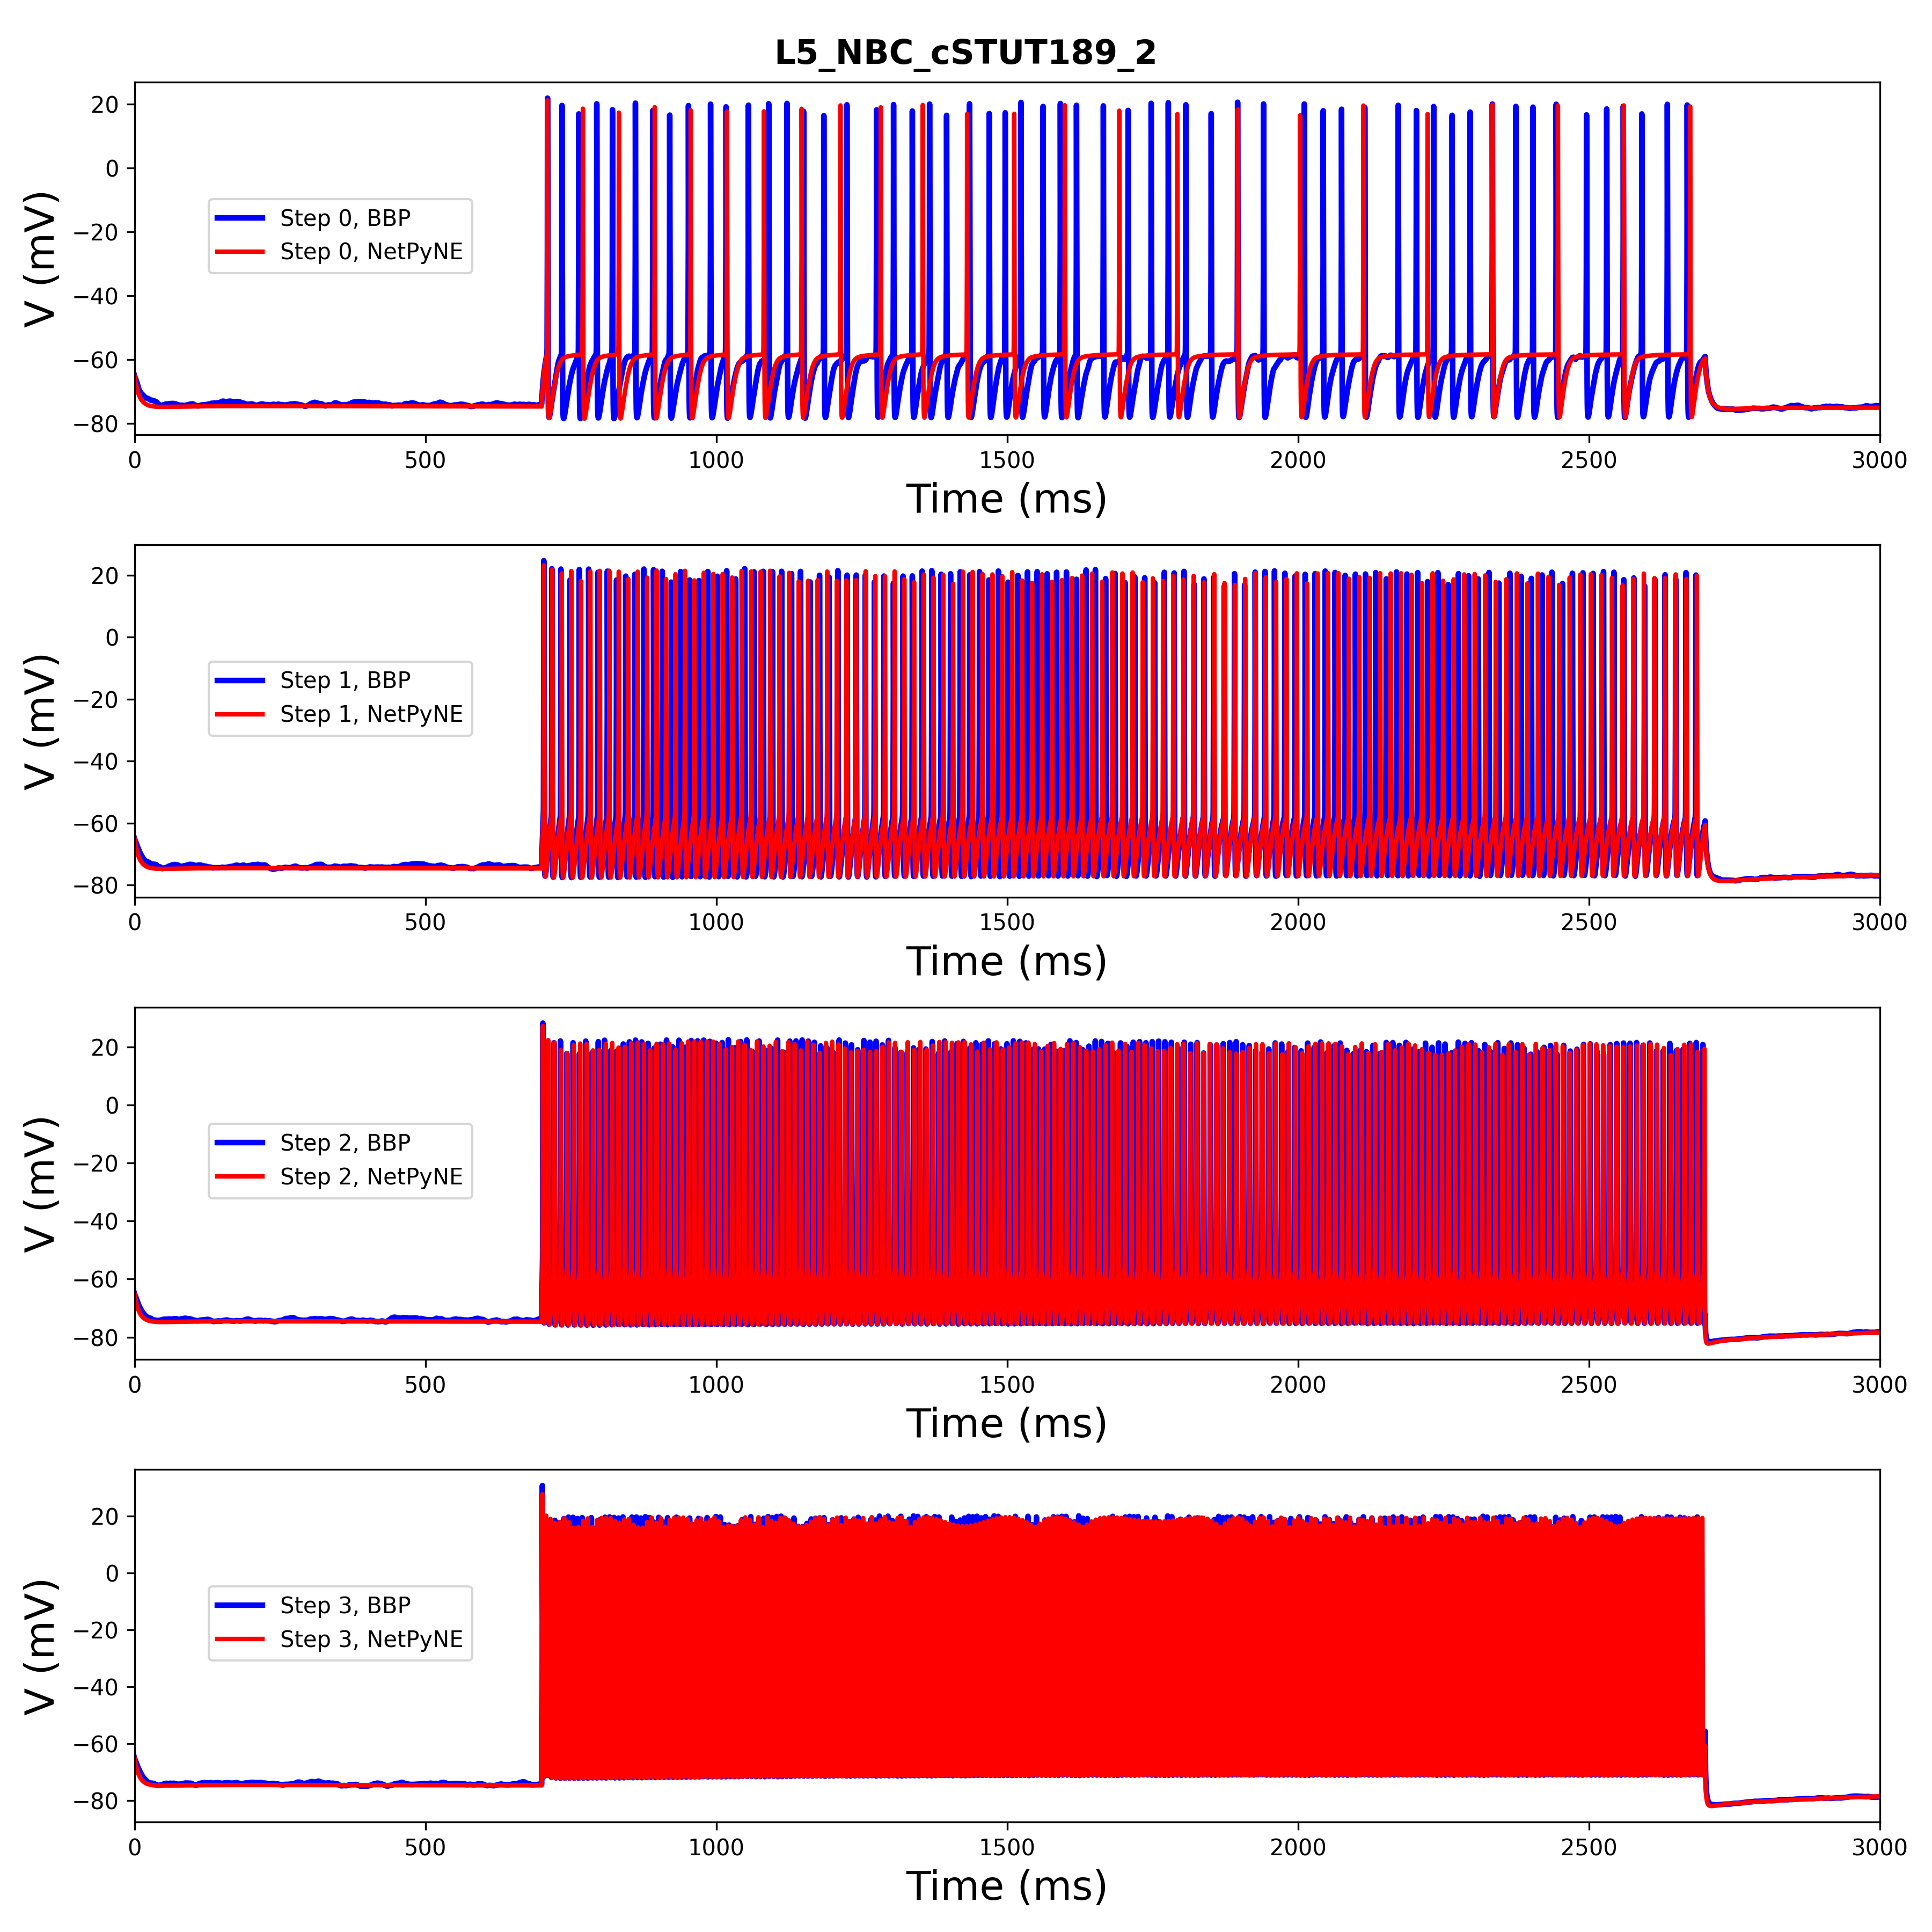 L5_NBC_cSTUT189_2
20
0
−20
−40
−60
−80
V (mV)
Step 0, BBP
Step 0, NetPyNE
0 500 1000 1500 2000 2500 3000
Time (ms)
20
0
−20
−40
−60
−80
V (mV)
Step 1, BBP
Step 1, NetPyNE
0 500 1000 1500 2000 2500 3000
Time (ms)
20
0
−20
−40
−60
−80
V (mV)
Step 2, BBP
Step 2, NetPyNE
0 500 1000 1500 2000 2500 3000
Time (ms)
20
0
−20
−40
−60
−80
V (mV)
Step 3, BBP
Step 3, NetPyNE
0 500 1000 1500 2000 2500 3000
Time (ms)